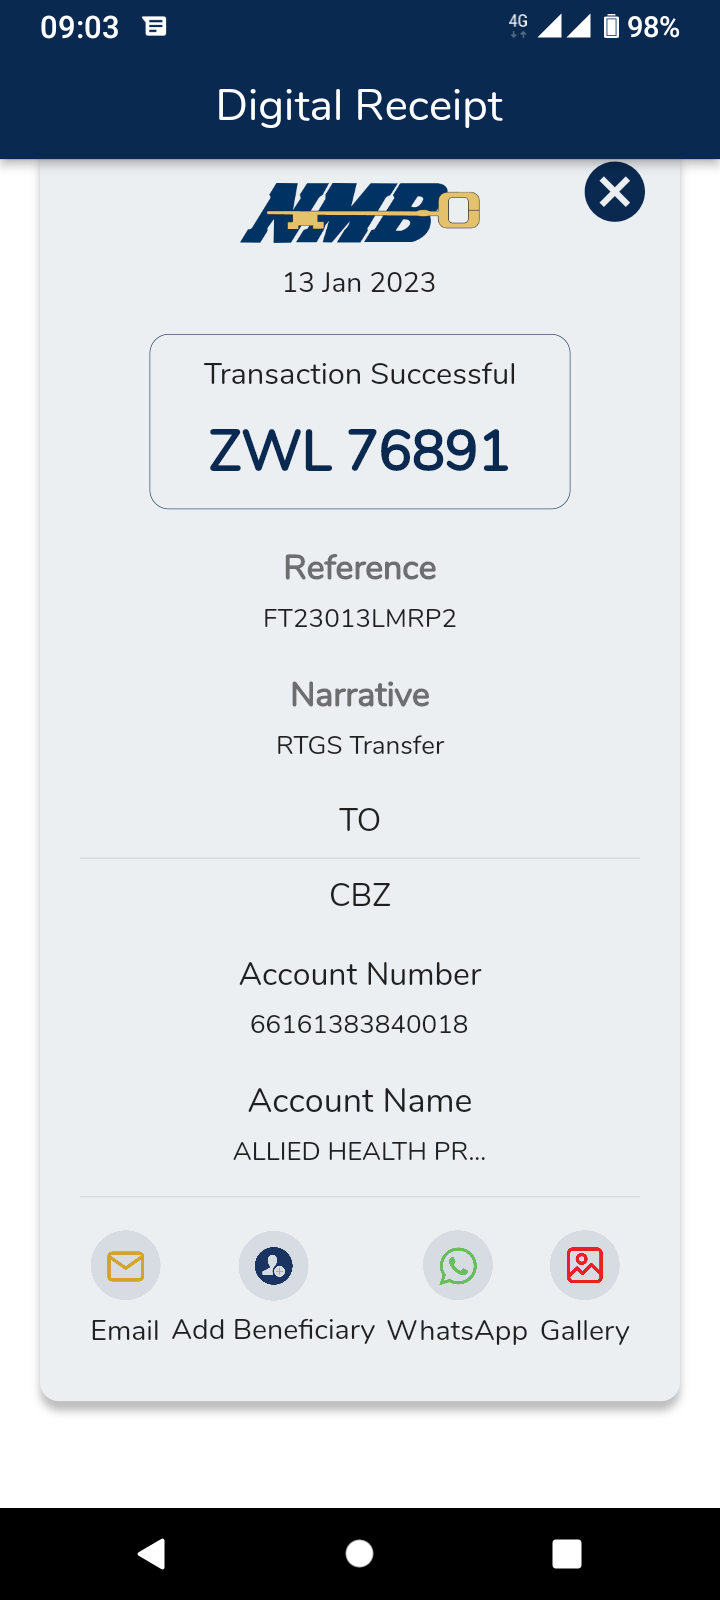 09:03 4G 98%
Digital Receipt
NMB
13 Jan 2023
Transaction Successful
ZWL 76891
Reference
FT23013LMRP2
Narrative
RTGS Transfer
TO
CBZ
Account Number
66161383840018
Account Name
ALLIED HEALTH PR...
Email Add Beneficiary WhatsApp Gallery